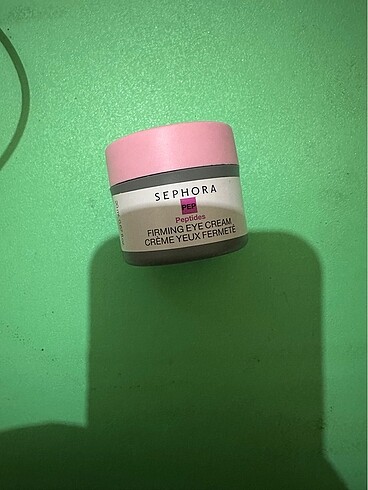 SEPHORA
PEP
Peptides
FIRMING EYE CREAM
CRÈME YEUX FERMETÉ